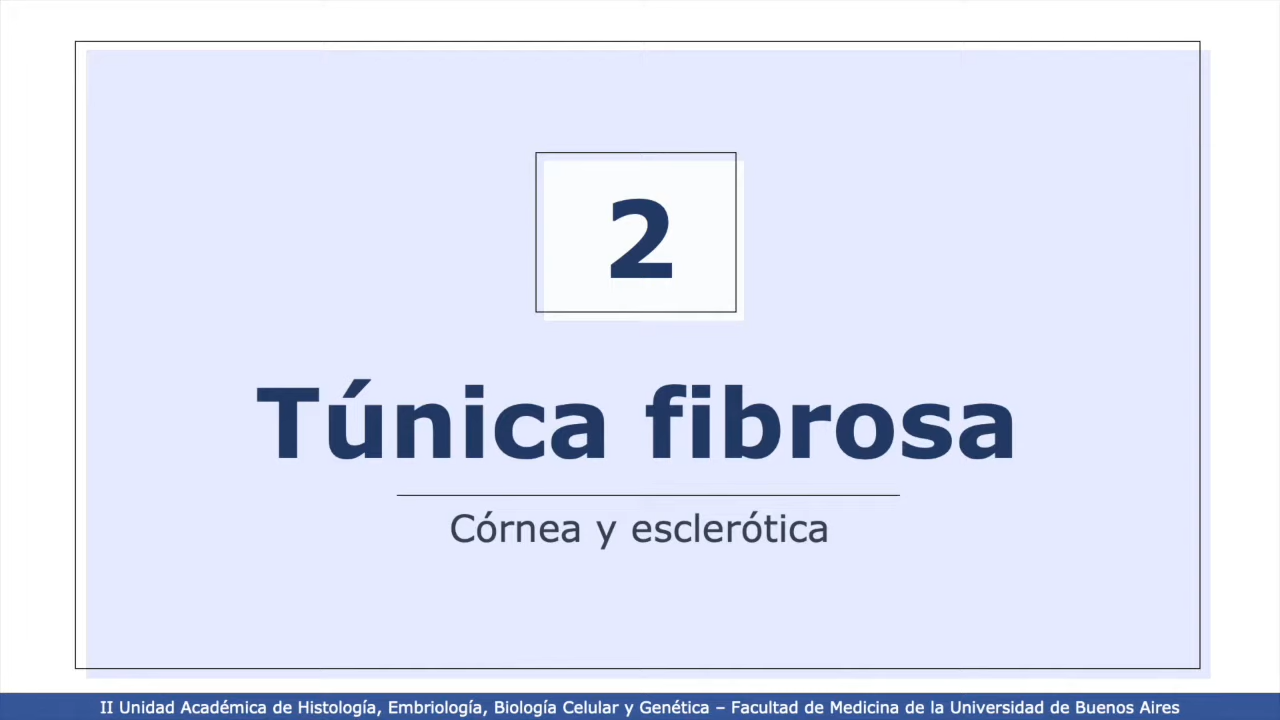 2
Túnica fibrosa
Córnea y esclerótica
II Unidad Académica de Histología, Embriología, Biología Celular y Genética – Facultad de Medicina de la Universidad de Buenos Aires